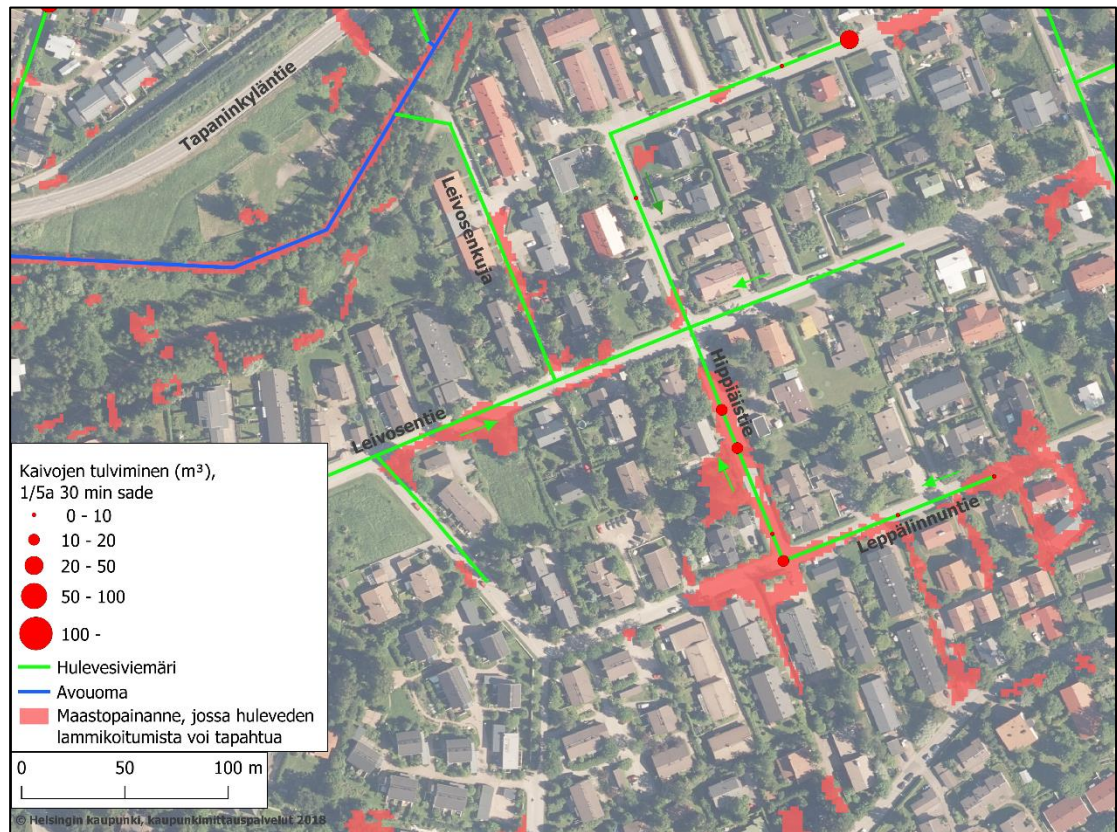 Tapaninkyläntie
Leivosenkuja
Hippiäistie
Leivosentie
Leppälinnuntie
Kaivojen tulviminen (m³),
1/5a 30 min sade
0 - 10
10 - 20
20 - 50
50 - 100
100 -
Hulevesiviemäri
Avouoma
Maastopainanne, jossa huleveden
lammikoitumista voi tapahtua
0 50 100 m
© Helsingin kaupunki, kaupunkimittauspalvelut 2018